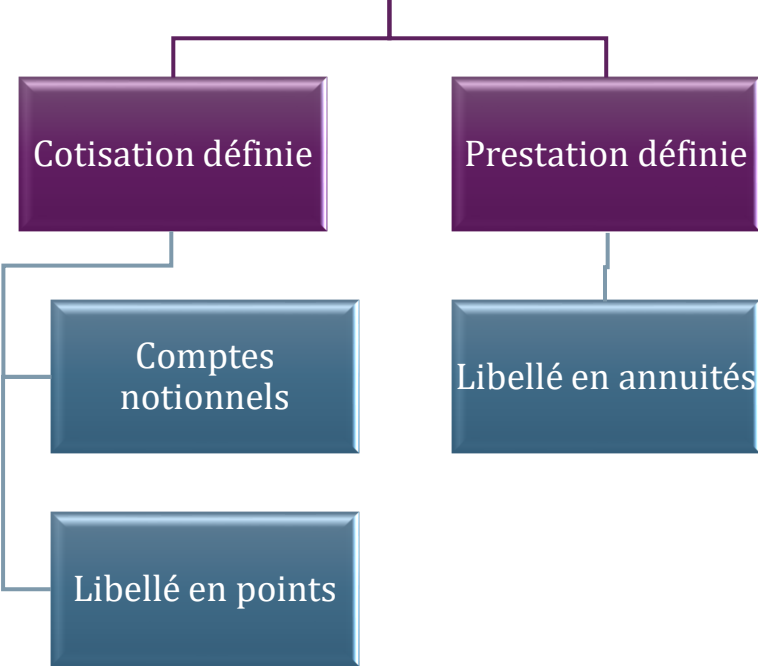 Cotisation définie
Prestation définie
Comptes
notionnels
Libellé en annuités
Libellé en points